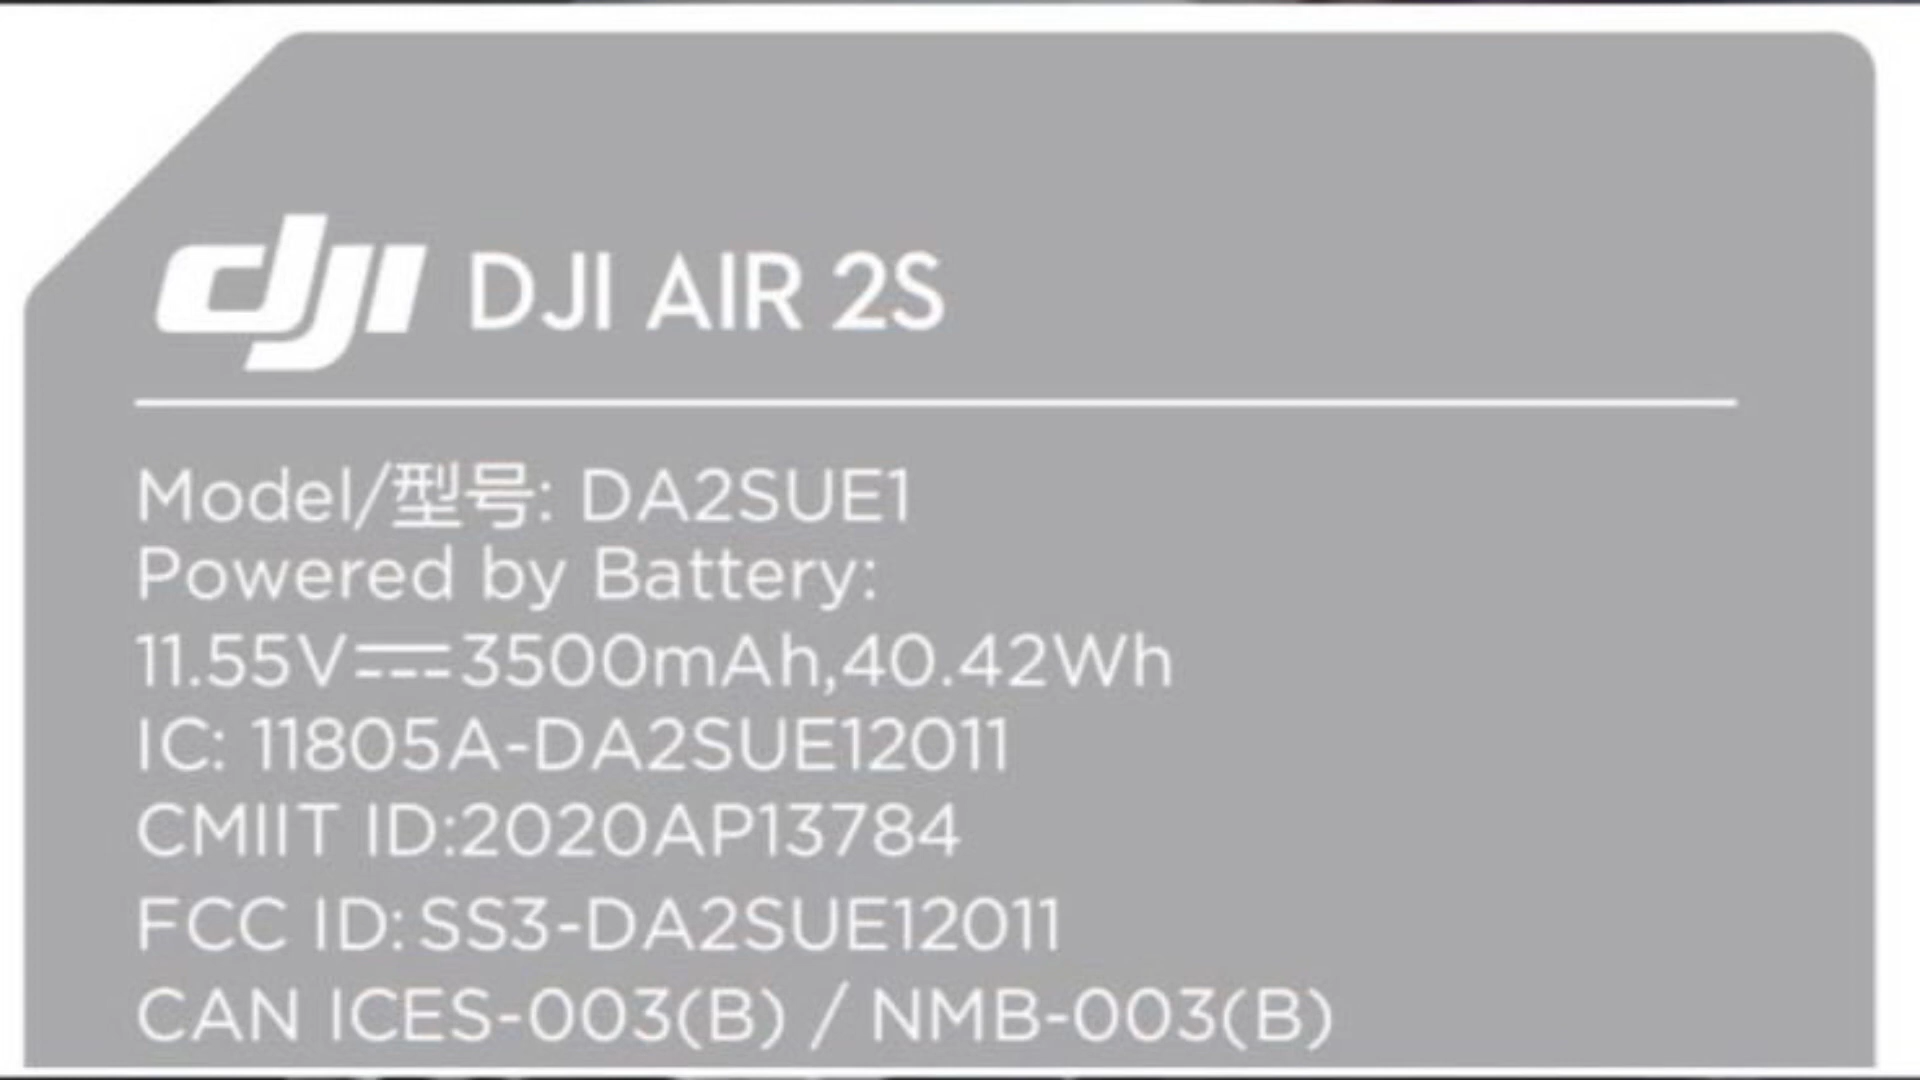 dji DJI AIR 2S
Model/型号: DA2SUE1
Powered by Battery:
11.55V⎓3500mAh,40.42Wh
IC: 11805A-DA2SUE12011
CMIIT ID:2020AP13784
FCC ID:SS3-DA2SUE12011
CAN ICES-003(B) / NMB-003(B)